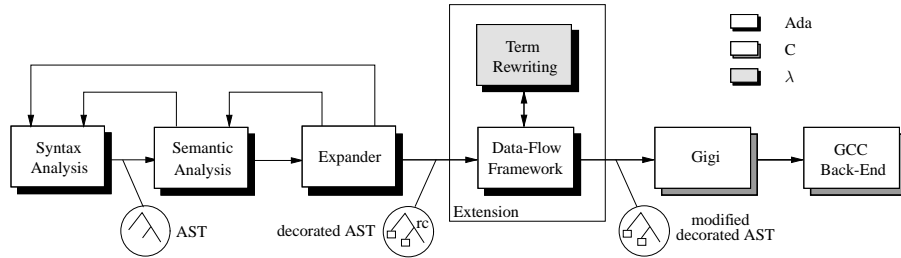 Ada
C
λ
Term
Rewriting
Syntax
Analysis
Semantic
Analysis
Expander
Data-Flow
Framework
Gigi
GCC
Back-End
Extension
AST
decorated AST
rc
modified
decorated AST